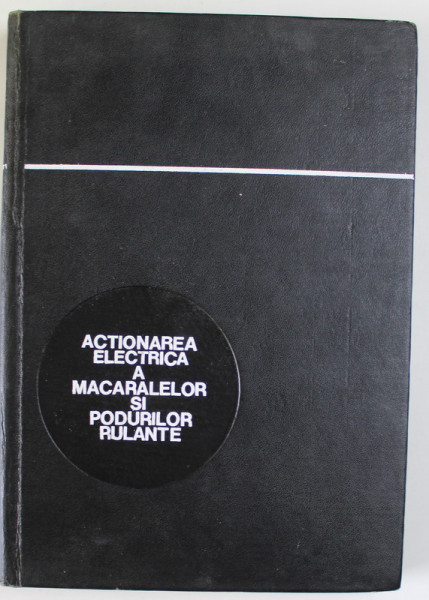 ACTIONAREA
ELECTRICA
A
MACARALELOR
SI
PODURILOR
RULANTE